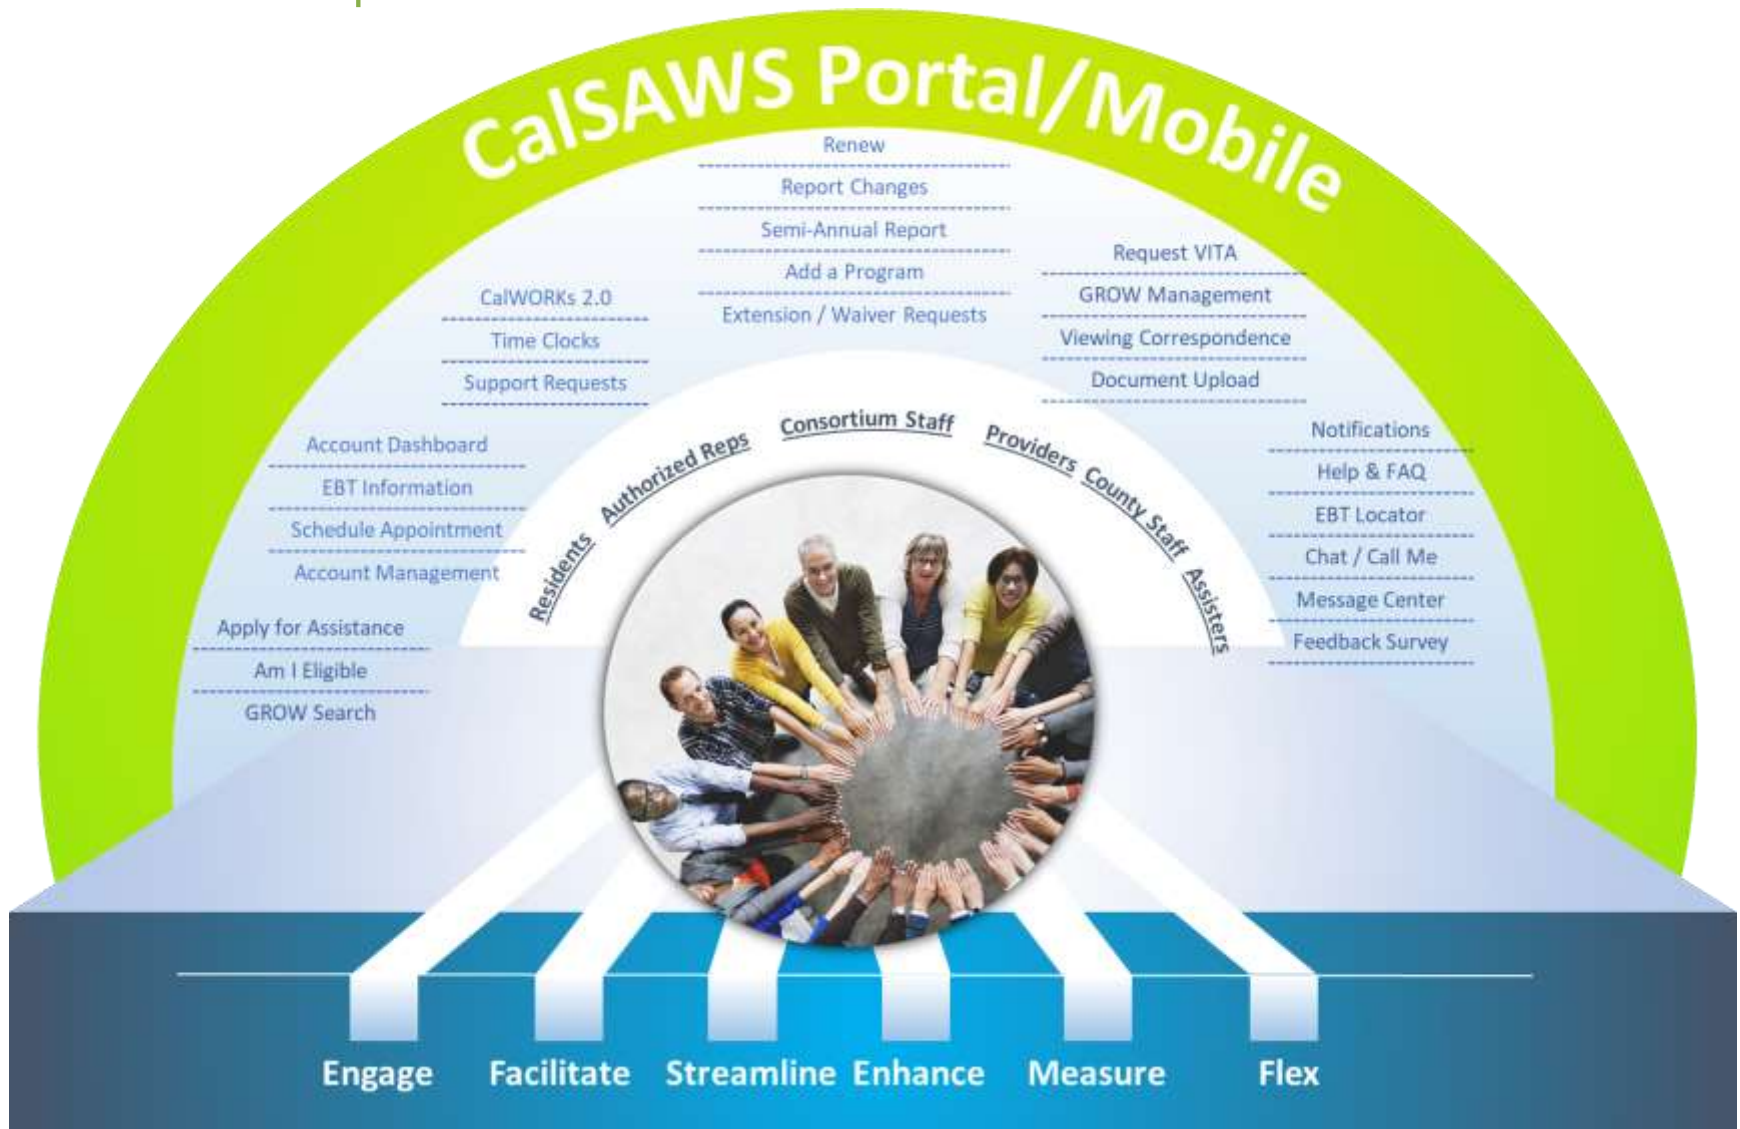 CalSAWS Portal/Mobile
Renew
Report Changes
Semi-Annual Report
Add a Program
Extension / Waiver Requests
CalWORKs 2.0
Time Clocks
Support Requests
Request VITA
GROW Management
Viewing Correspondence
Document Upload
Account Dashboard
EBT Information
Schedule Appointment
Account Management
Notifications
Help & FAQ
EBT Locator
Chat / Call Me
Message Center
Feedback Survey
Apply for Assistance
Am I Eligible
GROW Search
Residents
Authorized Reps
Consortium Staff
Providers
County Staff
Assisters
Engage
Facilitate
Streamline
Enhance
Measure
Flex